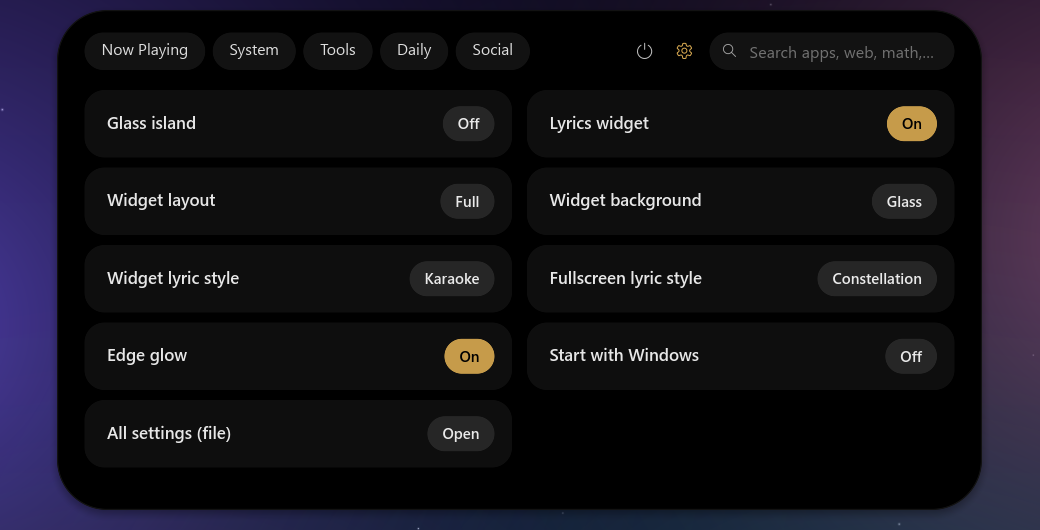 Now Playing
System
Tools
Daily
Social
Search apps, web, math,...
Glass island
Off
Lyrics widget
On
Widget layout
Full
Widget background
Glass
Widget lyric style
Karaoke
Fullscreen lyric style
Constellation
Edge glow
On
Start with Windows
Off
All settings (file)
Open